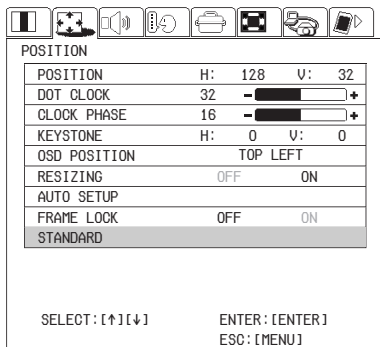 POSITION
POSITION H: 128 V: 32
DOT CLOCK 32 - +
CLOCK PHASE 16 - +
KEYSTONE H: 0 V: 0
OSD POSITION TOP LEFT
RESIZING OFF ON
AUTO SETUP
FRAME LOCK OFF ON
STANDARD
SELECT:[↑][↓] ENTER:[ENTER]
ESC:[MENU]